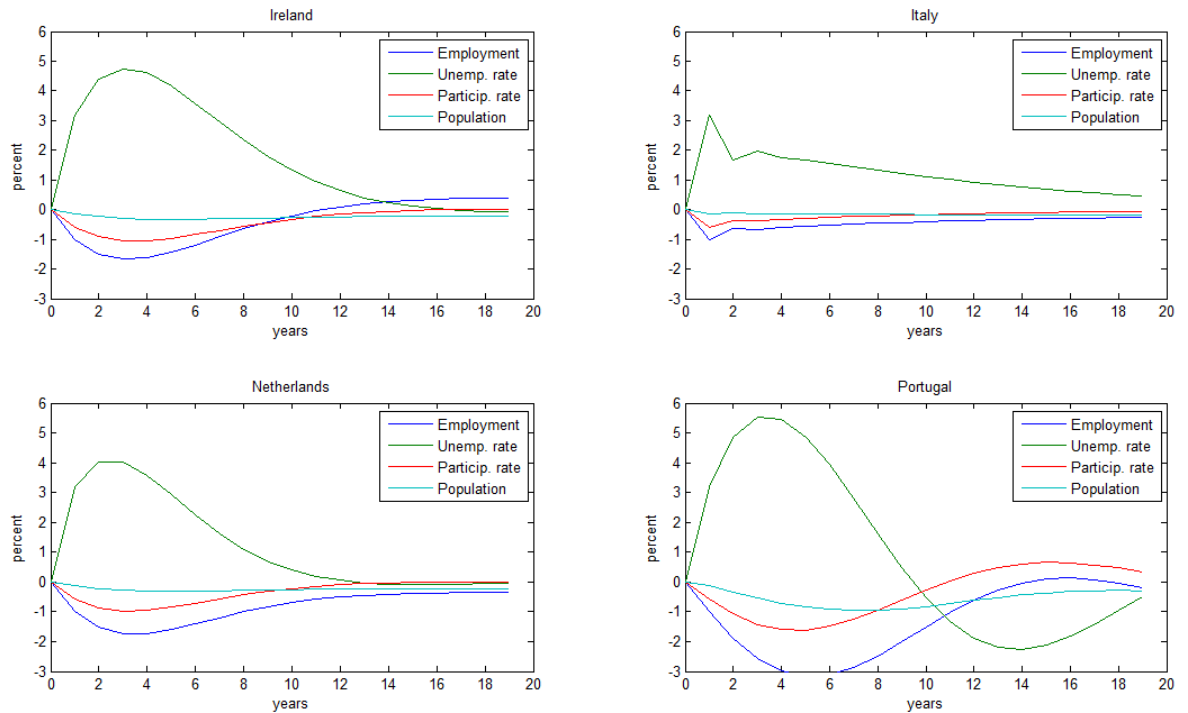 Ireland
6
5
4
3
2
1
0
-1
-2
-3
percent
0 2 4 6 8 10 12 14 16 18 20
years
Employment
Unemp. rate
Particip. rate
Population
Italy
6
5
4
3
2
1
0
-1
-2
-3
percent
0 2 4 6 8 10 12 14 16 18 20
years
Employment
Unemp. rate
Particip. rate
Population
Netherlands
6
5
4
3
2
1
0
-1
-2
-3
percent
0 2 4 6 8 10 12 14 16 18 20
years
Employment
Unemp. rate
Particip. rate
Population
Portugal
6
5
4
3
2
1
0
-1
-2
-3
percent
0 2 4 6 8 10 12 14 16 18 20
years
Employment
Unemp. rate
Particip. rate
Population